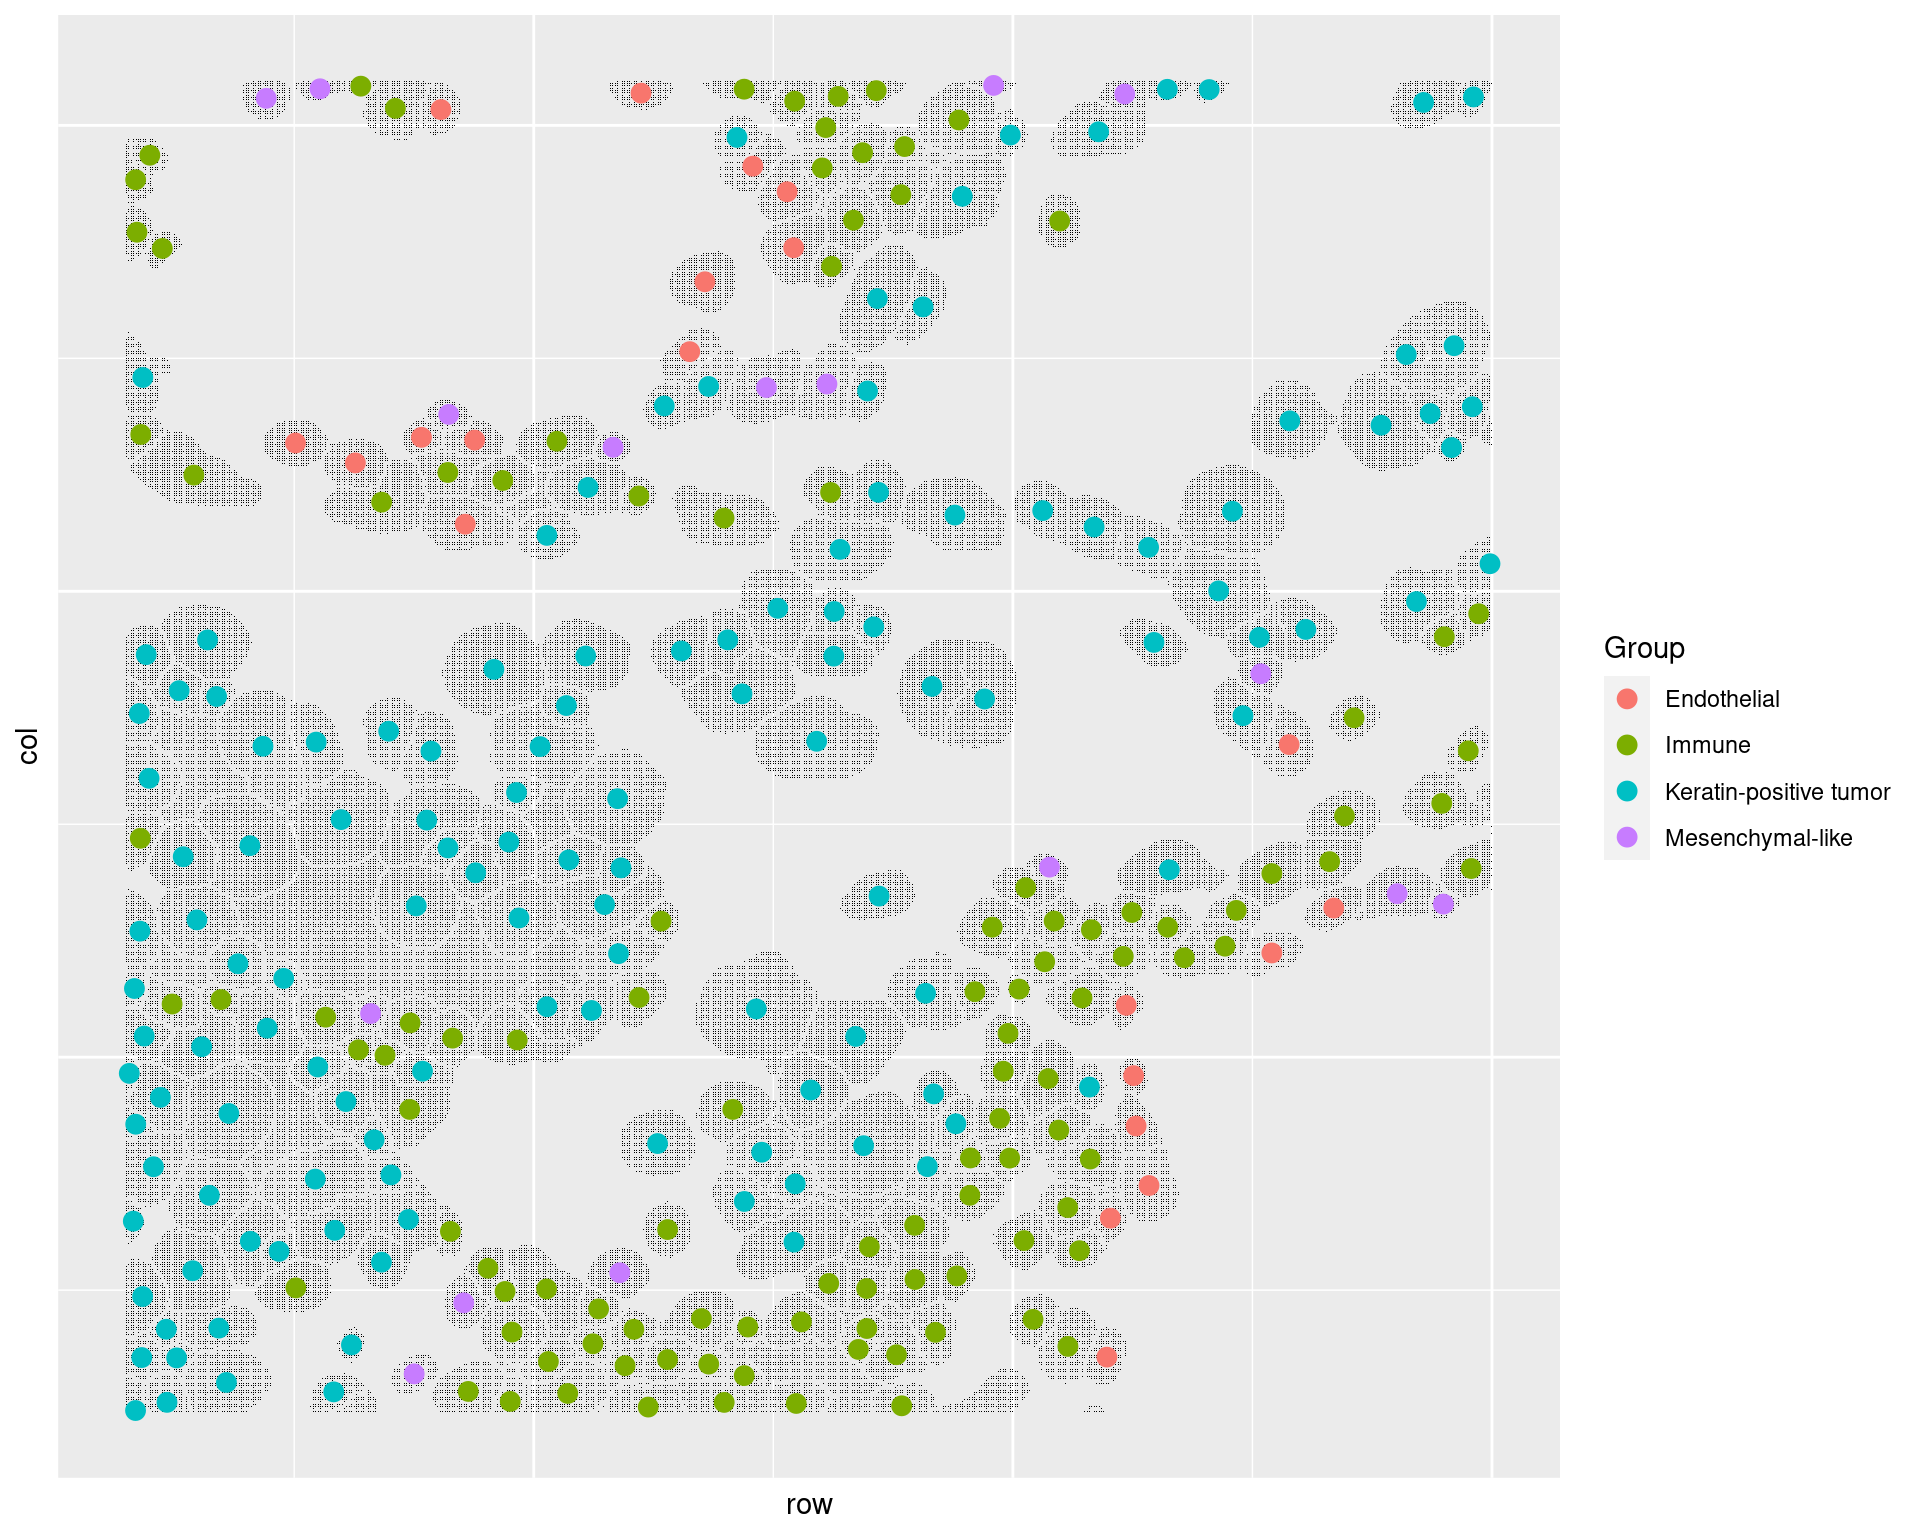 col
row
Group
Endothelial
Immune
Keratin-positive tumor
Mesenchymal-like